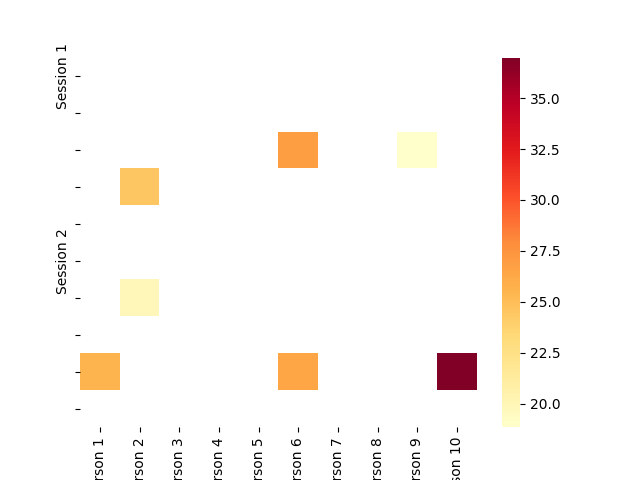 Session 1
Session 2
35.0
32.5
30.0
27.5
25.0
22.5
20.0
rson 1
rson 2
rson 3
rson 4
rson 5
rson 6
rson 7
rson 8
rson 9
son 10